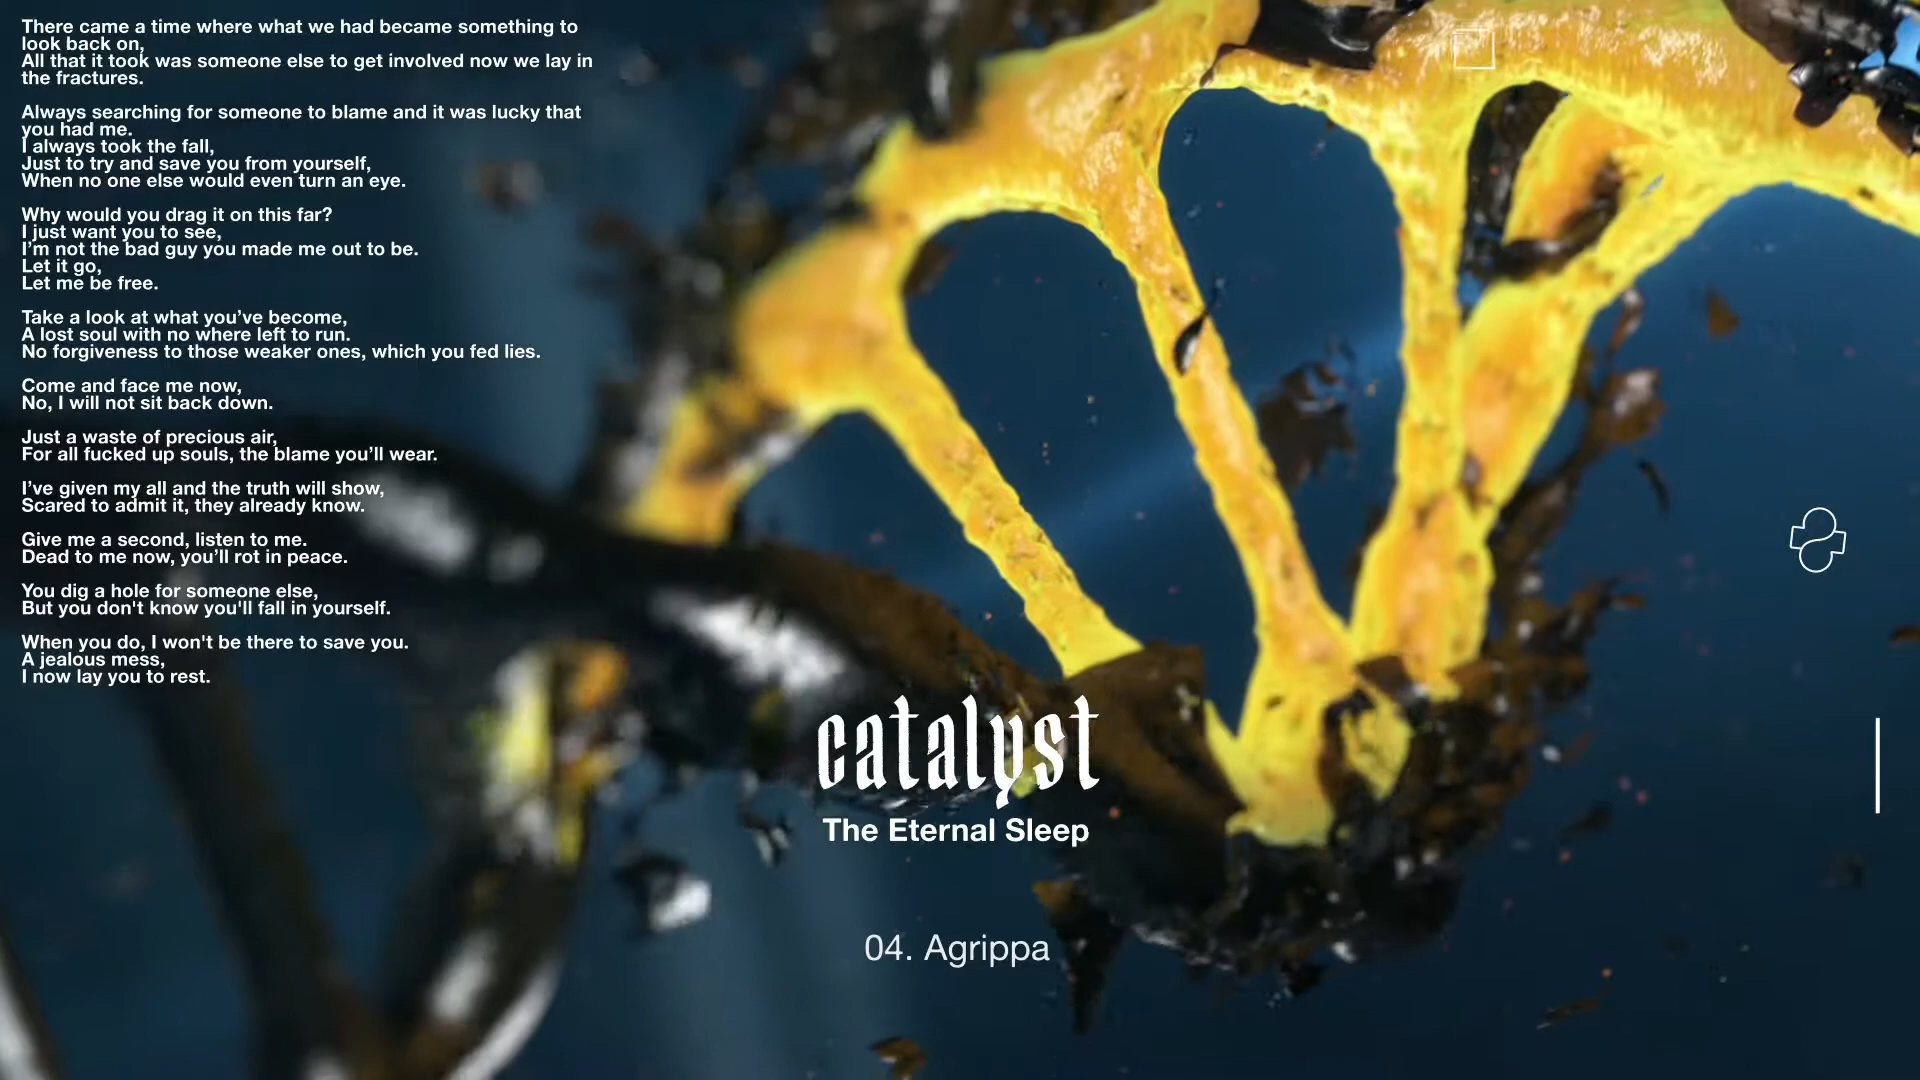 There came a time where what we had became something to
look back on,
All that it took was someone else to get involved now we lay in
the fractures.
Always searching for someone to blame and it was lucky that
you had me.
I always took the fall,
Just to try and save you from yourself,
When no one else would even turn an eye.
Why would you drag it on this far?
I just want you to see,
I’m not the bad guy you made me out to be.
Let it go,
Let me be free.
Take a look at what you’ve become,
A lost soul with no where left to run.
No forgiveness to those weaker ones, which you fed lies.
Come and face me now,
No, I will not sit back down.
Just a waste of precious air,
For all fucked up souls, the blame you’ll wear.
I’ve given my all and the truth will show,
Scared to admit it, they already know.
Give me a second, listen to me.
Dead to me now, you’ll rot in peace.
You dig a hole for someone else,
But you don't know you'll fall in yourself.
When you do, I won't be there to save you.
A jealous mess,
I now lay you to rest.
catalyst
The Eternal Sleep
04. Agrippa